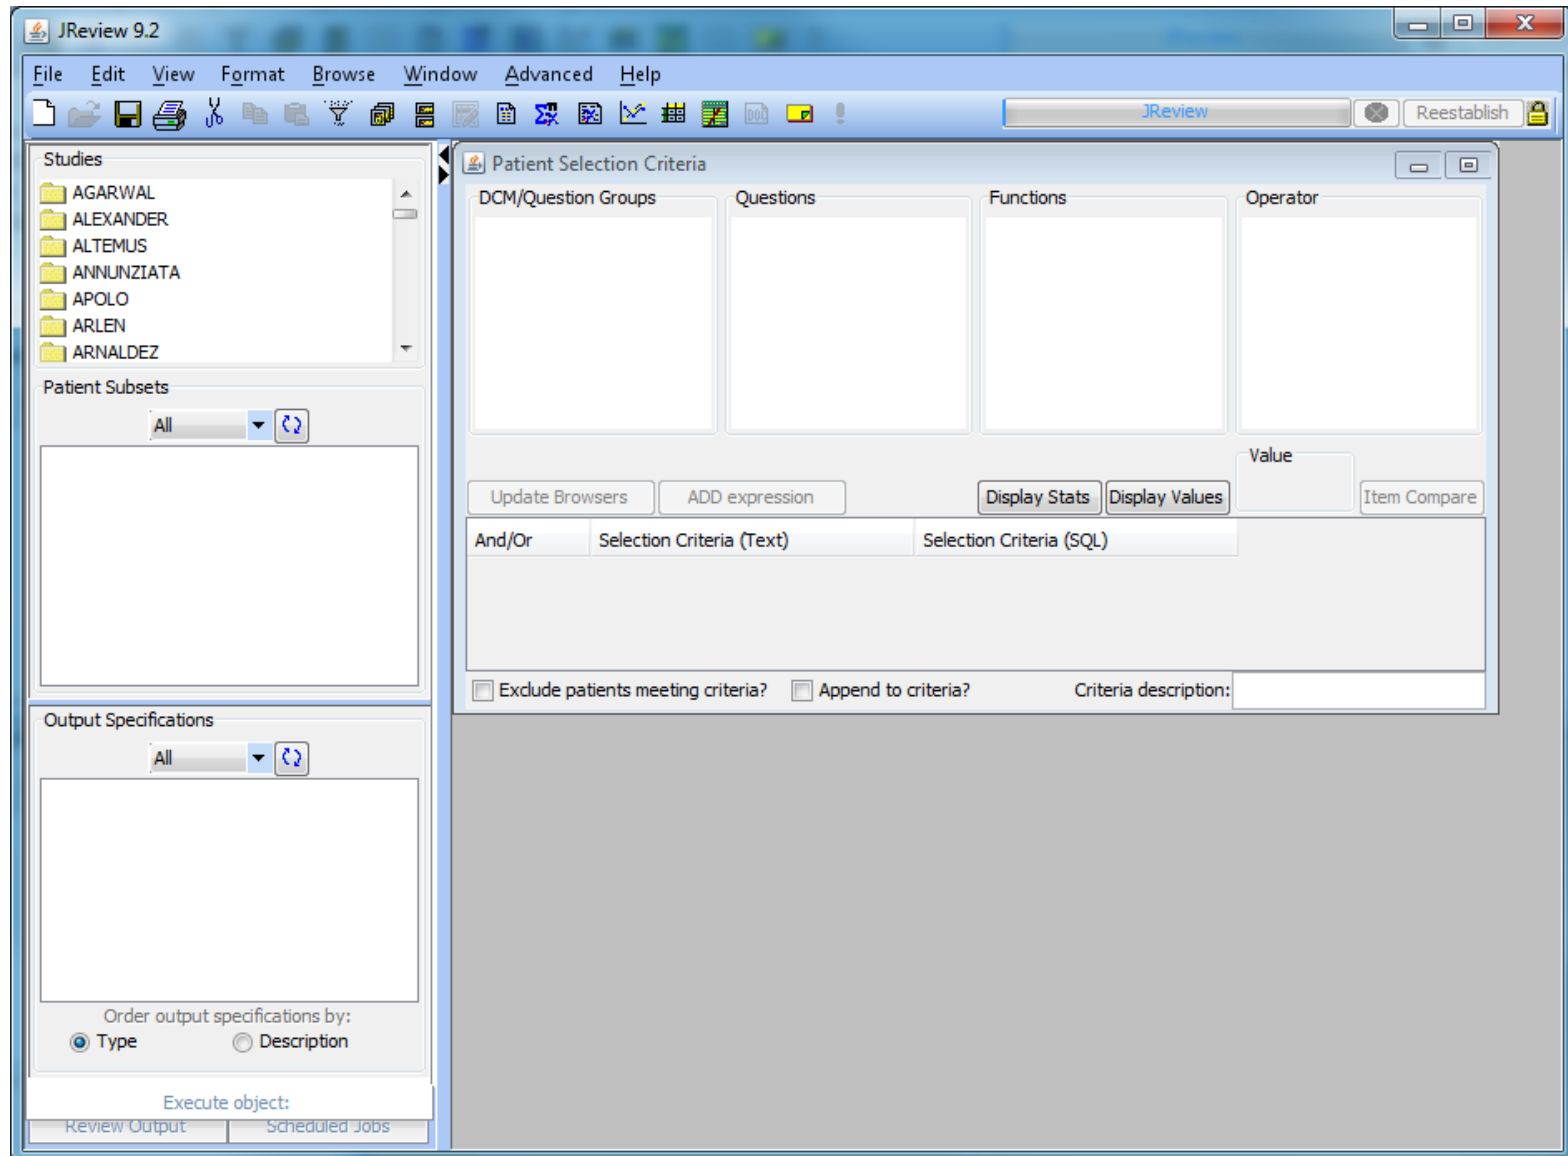 JReview 9.2
File Edit View Format Browse Window Advanced Help
JReview Reestablish
Studies
AGARWAL
ALEXANDER
ALTEMUS
ANNUNZIATA
APOLO
ARLEN
ARNALDEZ
Patient Subsets
All
Output Specifications
All
Order output specifications by:
Type Description
Execute object:
Review Output Scheduled Jobs
Patient Selection Criteria
DCM/Question Groups Questions Functions Operator
Value
Update Browsers ADD expression Display Stats Display Values Item Compare
And/Or Selection Criteria (Text) Selection Criteria (SQL)
Exclude patients meeting criteria? Append to criteria? Criteria description: